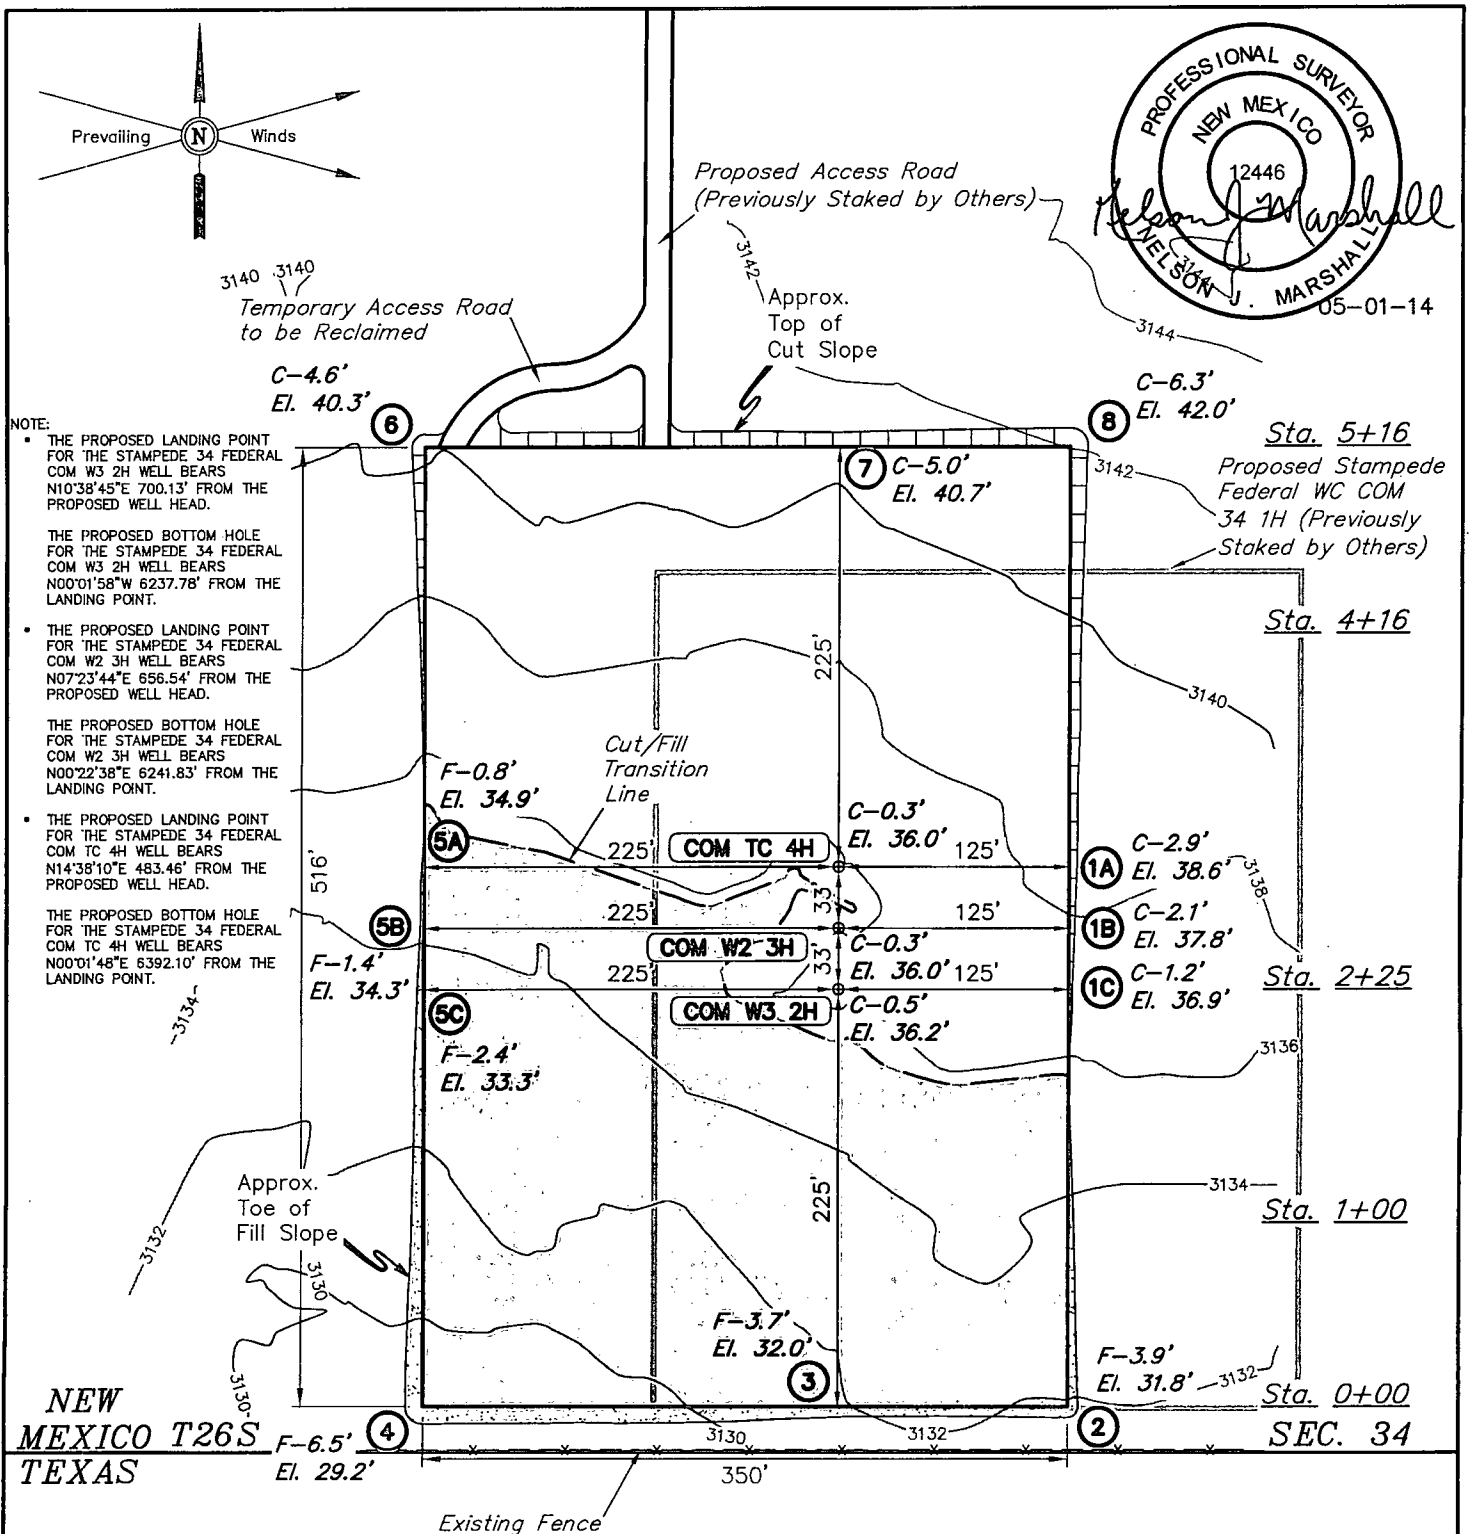 Prevailing
N
Winds
PROFESSIONAL SURVEYOR
NEW MEXICO
12446
Nelson J. Marshall
NELSON J. MARSHALL
05-01-14
Proposed Access Road
(Previously Staked by Others)
3140
3140
3142
3144
3144
Temporary Access Road
to be Reclaimed
Approx.
Top of
Cut Slope
C-4.6'
El. 40.3'
6
C-6.3'
El. 42.0'
8
Sta. 5+16
NOTE:
• THE PROPOSED LANDING POINT
FOR THE STAMPEDE 34 FEDERAL
COM W3 2H WELL BEARS
N10°38'45"E 700.13' FROM THE
PROPOSED WELL HEAD.
THE PROPOSED BOTTOM HOLE
FOR THE STAMPEDE 34 FEDERAL
COM W3 2H WELL BEARS
N00°01'58"W 6237.78' FROM THE
LANDING POINT.
• THE PROPOSED LANDING POINT
FOR THE STAMPEDE 34 FEDERAL
COM W2 3H WELL BEARS
N07°23'44"E 656.54' FROM THE
PROPOSED WELL HEAD.
THE PROPOSED BOTTOM HOLE
FOR THE STAMPEDE 34 FEDERAL
COM W2 3H WELL BEARS
N00°22'38"E 6241.83' FROM THE
LANDING POINT.
• THE PROPOSED LANDING POINT
FOR THE STAMPEDE 34 FEDERAL
COM TC 4H WELL BEARS
N14°38'10"E 483.46' FROM THE
PROPOSED WELL HEAD.
THE PROPOSED BOTTOM HOLE
FOR THE STAMPEDE 34 FEDERAL
COM TC 4H WELL BEARS
N00°01'48"E 6392.10' FROM THE
LANDING POINT.
7
C-5.0'
El. 40.7'
3142
Proposed Stampede
Federal WC COM
34 1H (Previously
Staked by Others)
Sta. 4+16
225'
3140
Cut/Fill
Transition
Line
F-0.8'
El. 34.9'
5A
225'
COM TC 4H
C-0.3'
El. 36.0'
125'
1A
C-2.9'
El. 38.6'
3138
516'
33'
5B
225'
125'
1B
C-2.1'
El. 37.8'
COM W2 3H
C-0.3'
El. 36.0'
33'
F-1.4'
El. 34.3'
225'
125'
1C
C-1.2'
El. 36.9'
Sta. 2+25
5C
COM W3 2H
C-0.5'
El. 36.2'
3134
F-2.4'
El. 33.3'
3136
Approx.
Toe of
Fill Slope
225'
3134
Sta. 1+00
3132
3130
F-3.7'
El. 32.0'
3
F-3.9'
El. 31.8'
3132
3130
Sta. 0+00
NEW
MEXICO T26S
4
F-6.5'
El. 29.2'
3130
3132
2
SEC. 34
TEXAS
350'
Existing Fence